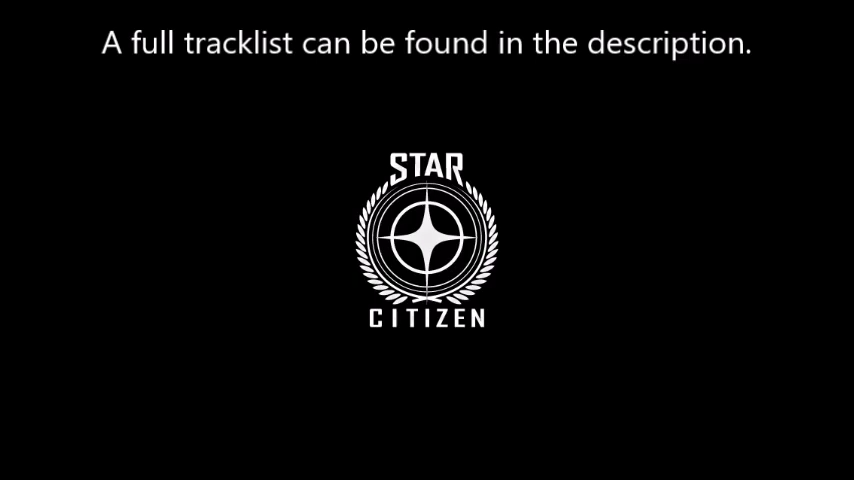 A full tracklist can be found in the description.
STAR
CITIZEN